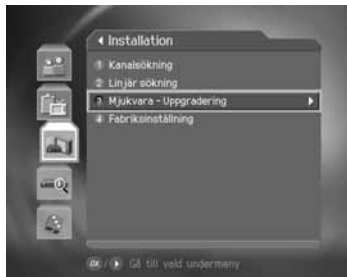 Installation
1 Kanalsökning
2 Linjär sökning
3 Mjukvara - Uppgradering
4 Fabriksinställning
OK / Gå till vald undermeny